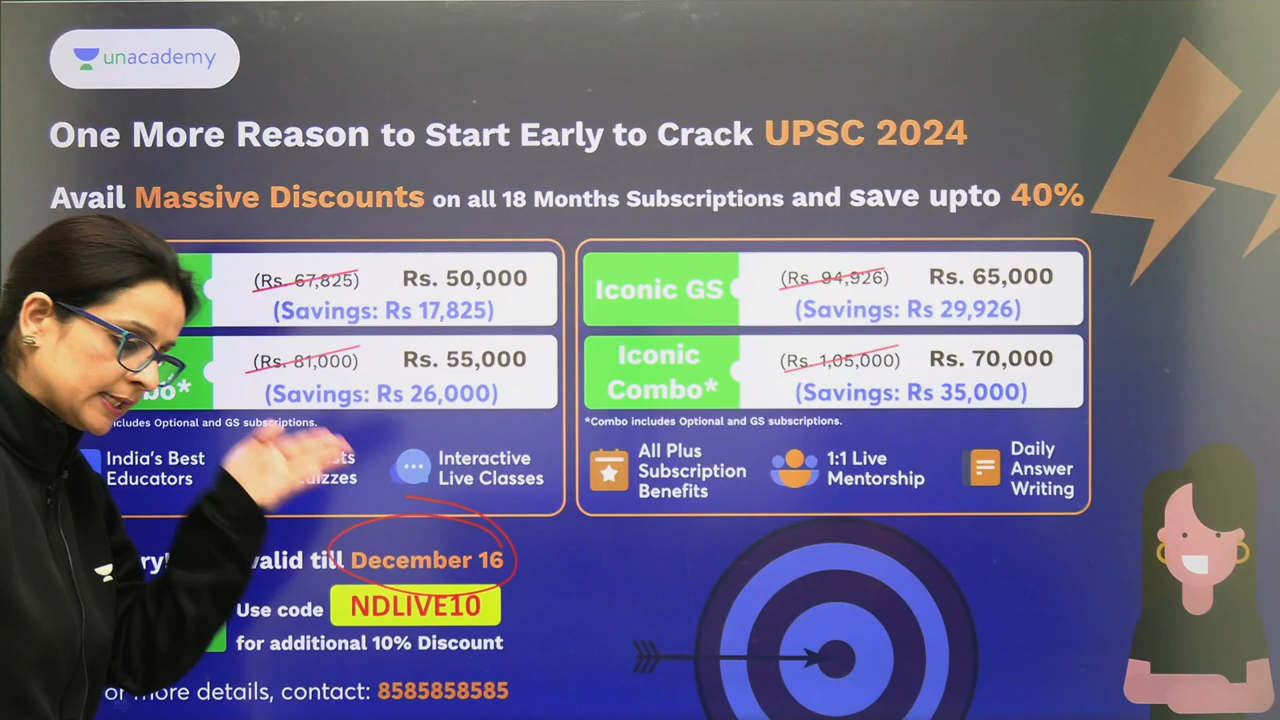 unacademy
One More Reason to Start Early to Crack UPSC 2024
Avail Massive Discounts on all 18 Months Subscriptions and save upto 40%
(Rs. 67,825) Rs. 50,000
(Savings: Rs 17,825)
(Rs. 81,000) Rs. 55,000
(Savings: Rs 26,000)
includes Optional and GS subscriptions.
India's Best
Educators
Interactive
Live Classes
Iconic GS
(Rs. 94,926) Rs. 65,000
(Savings: Rs 29,926)
Iconic
Combo*
(Rs. 1,05,000) Rs. 70,000
(Savings: Rs 35,000)
*Combo includes Optional and GS subscriptions.
All Plus
Subscription
Benefits
1:1 Live
Mentorship
Daily
Answer
Writing
valid till December 16
Use code NDLIVE10
for additional 10% Discount
more details, contact: 8585858585